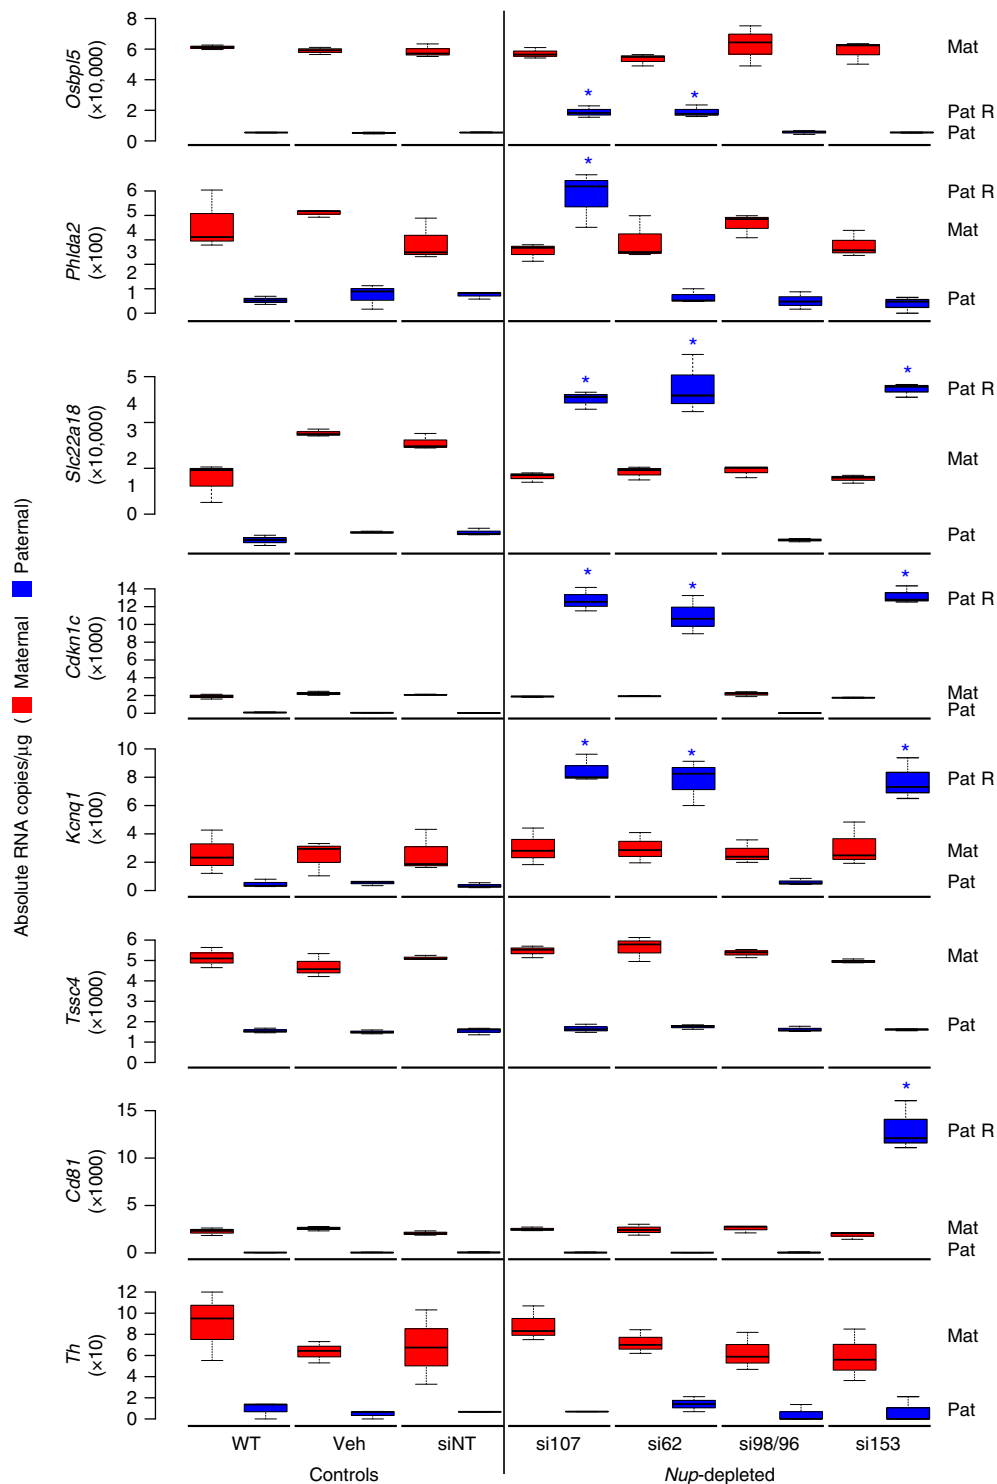 Absolute RNA copies/µg ( Maternal Paternal)
Osbpl5
(×10,000)
8
6
4
2
0
* *
Mat
Pat R
Pat
Phlda2
(×100)
6
5
4
3
2
1
0
*
Pat R
Mat
Pat
Slc22a18
(×10,000)
5
4
3
2
1
0
* * *
Pat R
Mat
Pat
Cdkn1c
(×1000)
14
12
10
8
6
4
2
0
* * *
Pat R
Mat
Pat
Kcnq1
(×100)
10
8
6
4
2
0
* * *
Pat R
Mat
Pat
Tssc4
(×1000)
6
5
4
3
2
1
0
Mat
Pat
Cd81
(×1000)
15
10
5
0
*
Pat R
Mat
Pat
Th
(×10)
12
10
8
6
4
2
0
Mat
Pat
WT Veh siNT si107 si62 si98/96 si153
Controls Nup-depleted